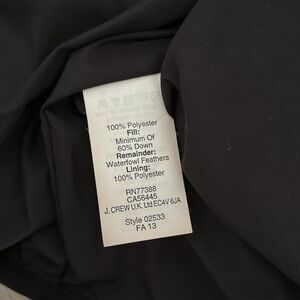 100% Polyester
Fill:
Minimum Of
60% Down
Remainder:
Waterfowl Feathers
Lining:
100% Polyester
RN77388
CA56445
J. CREW U.K. Ltd EC4V 6JA
Style 02533
FA 13